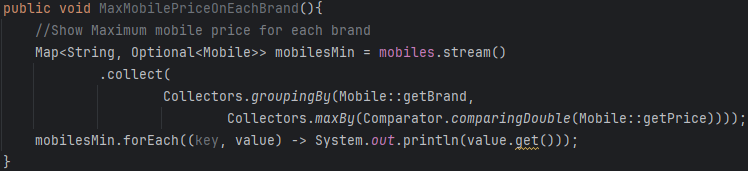 public void MaxMobilePriceOnEachBrand(){
//Show Maximum mobile price for each brand
Map<String, Optional<Mobile>> mobilesMin = mobiles.stream()
.collect(
Collectors.groupingBy(Mobile::getBrand,
Collectors.maxBy(Comparator.comparingDouble(Mobile::getPrice))));
mobilesMin.forEach((key, value) -> System.out.println(value.get()));
}